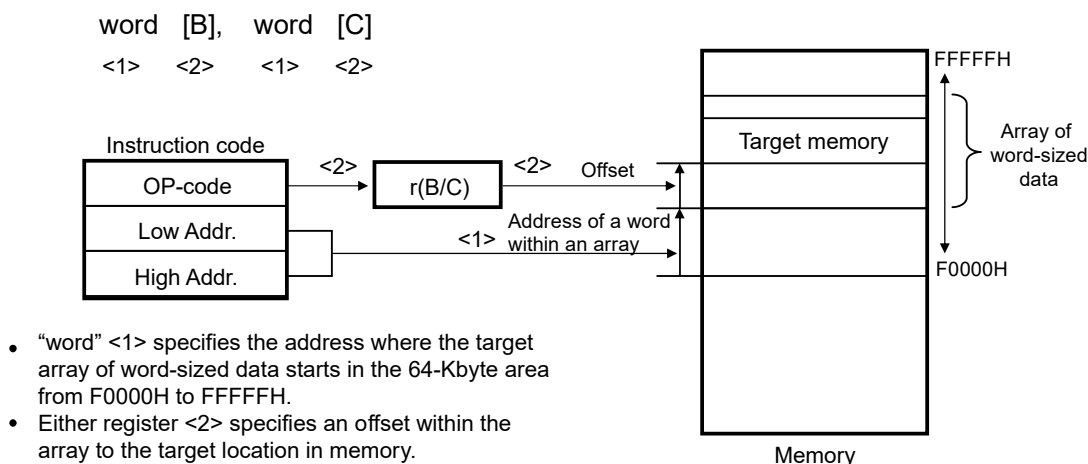 word [B], word [C]
<1> <2> <1> <2>
Instruction code
OP-code
Low Addr.
High Addr.
<2>
r(B/C)
<2>
Offset
<1>
Address of a word
within an array
Target memory
FFFFFH
Array of
word-sized
data
F0000H
Memory
• “word” <1> specifies the address where the target
array of word-sized data starts in the 64-Kbyte area
from F0000H to FFFFFH.
• Either register <2> specifies an offset within the
array to the target location in memory.